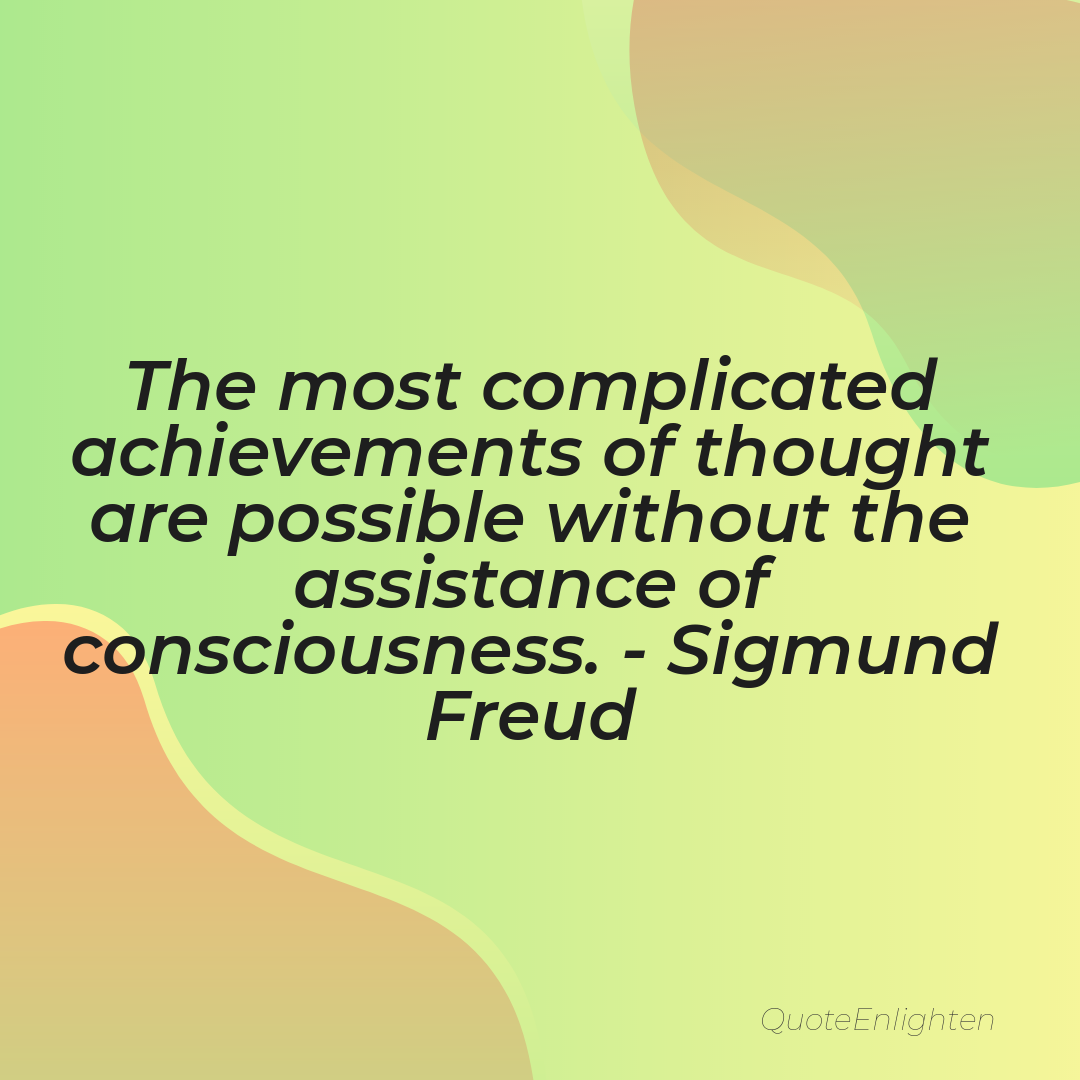 The most complicated
achievements of thought
are possible without the
assistance of
consciousness. - Sigmund
Freud
QuoteEnlighten